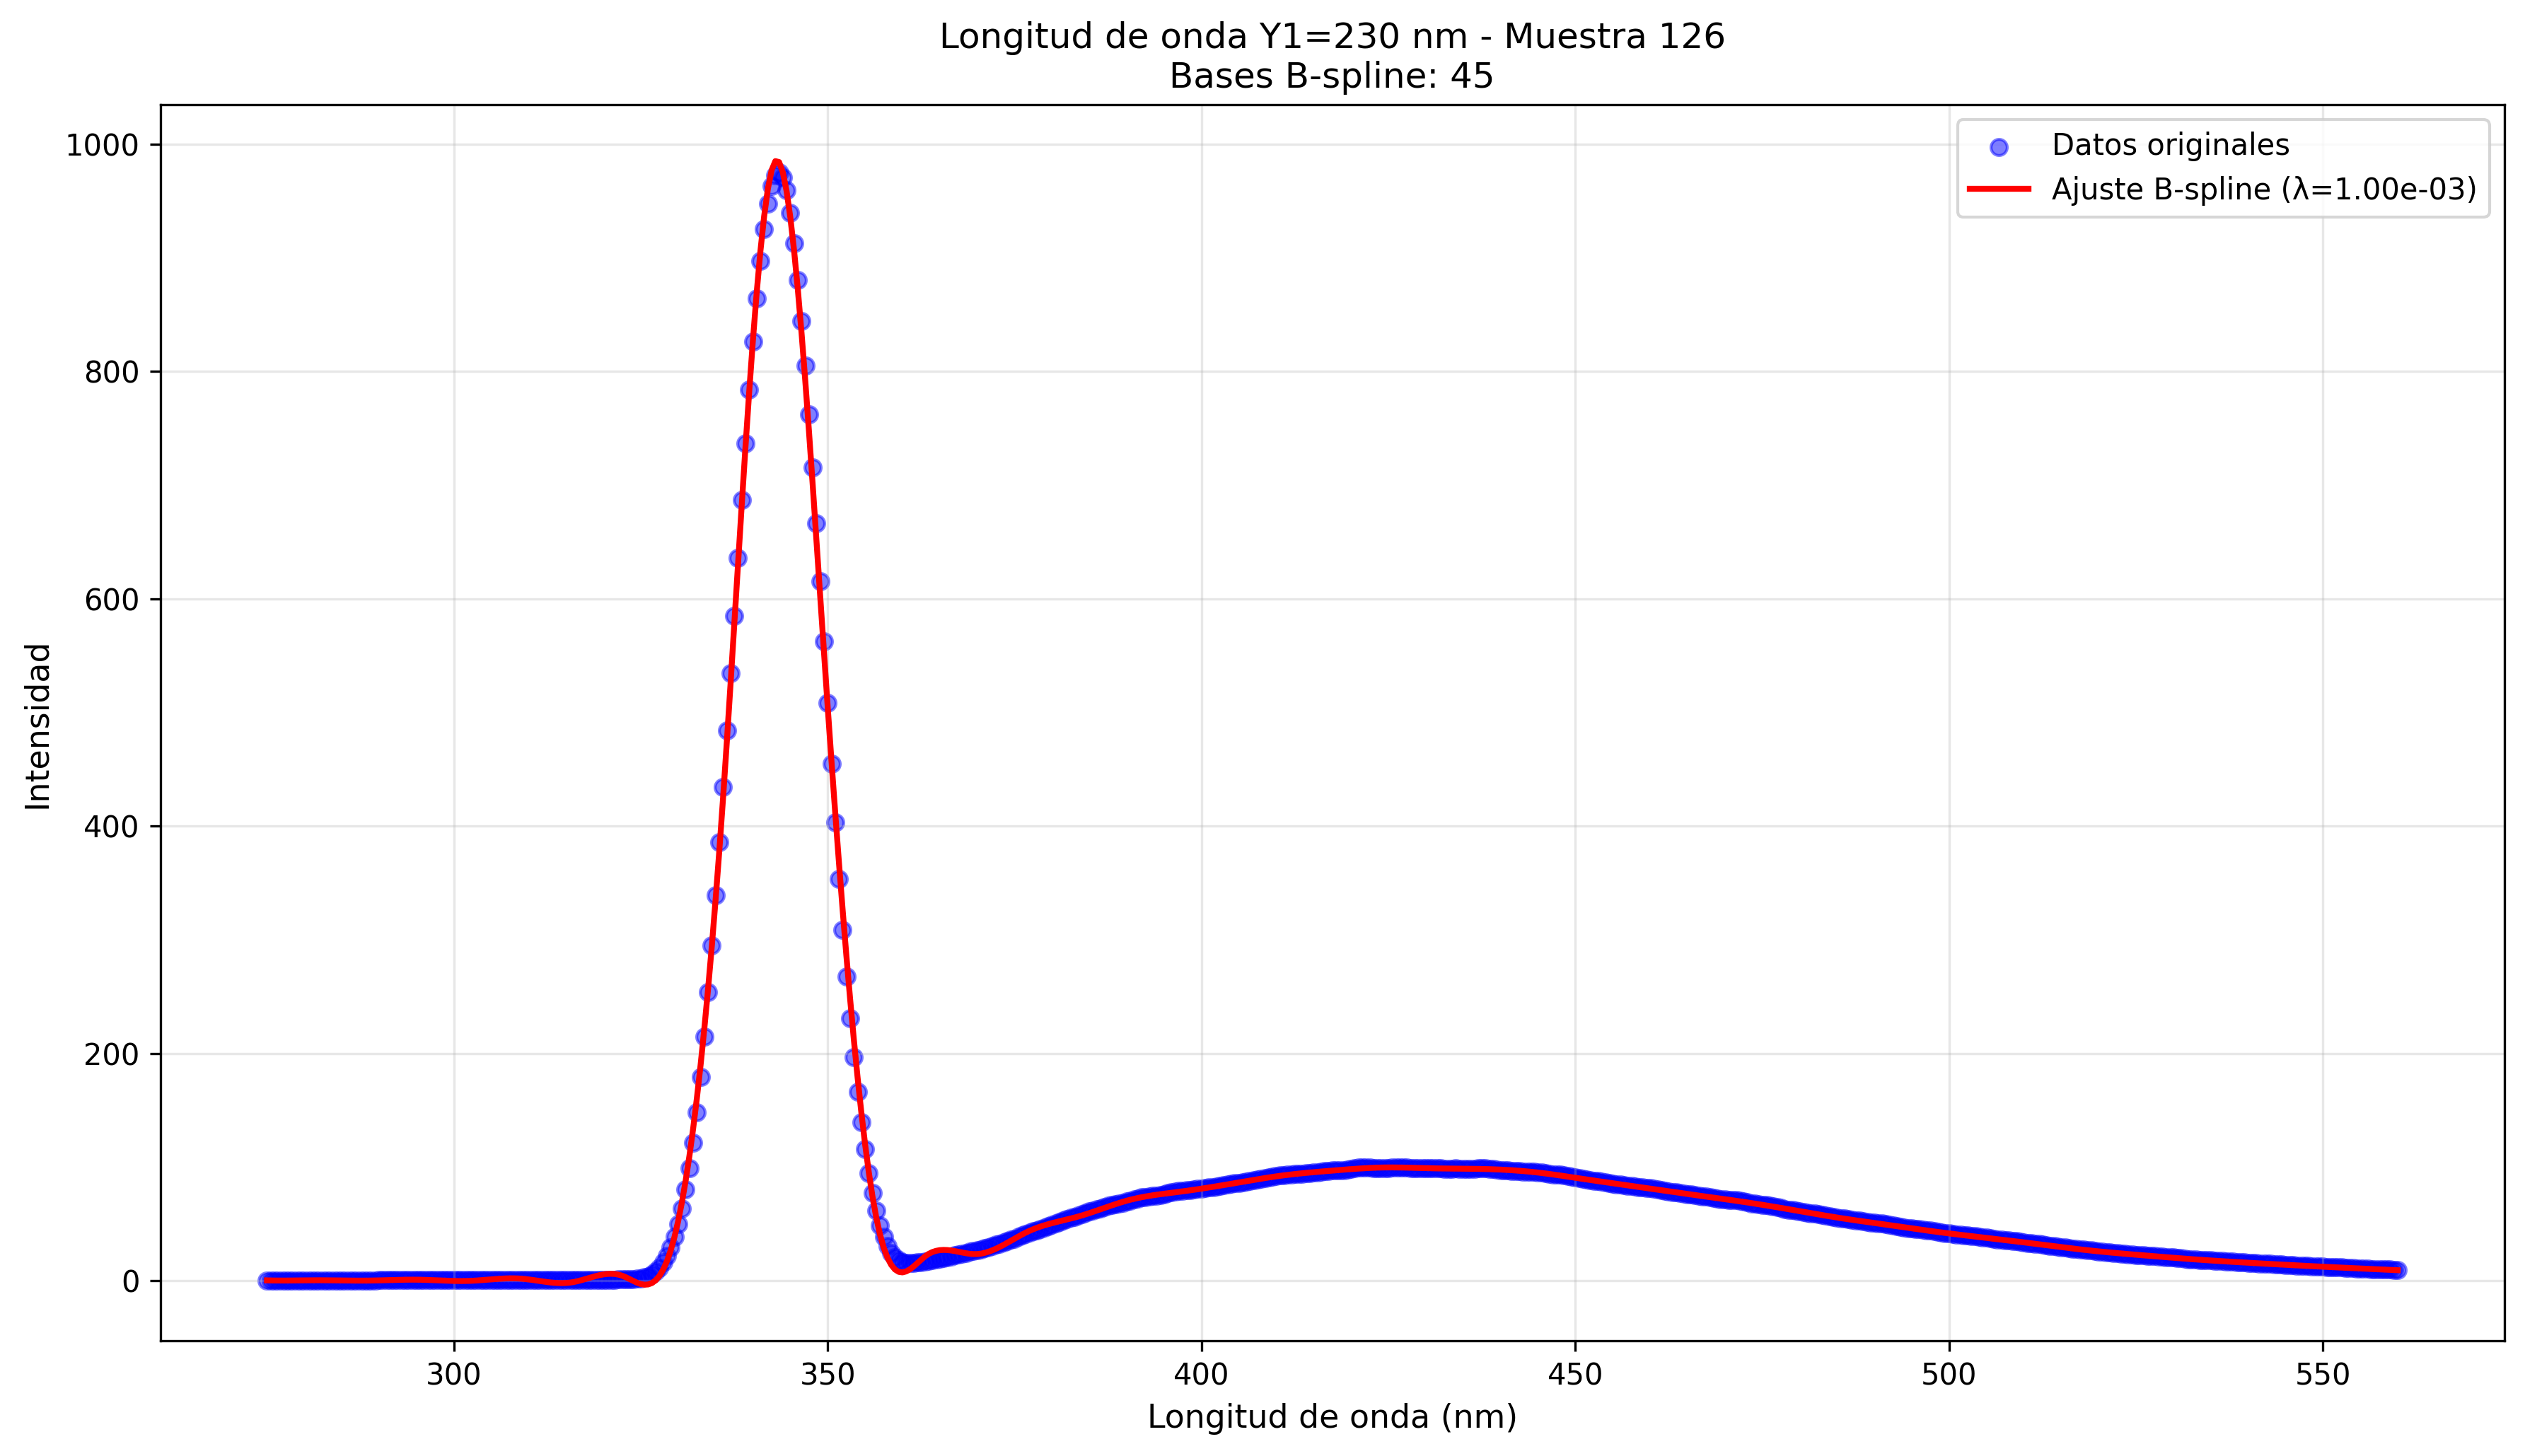 Longitud de onda Y1=230 nm - Muestra 126
Bases B-spline: 45
Datos originales
Ajuste B-spline (λ=1.00e-03)
Intensidad
1000
800
600
400
200
0
300 350 400 450 500 550
Longitud de onda (nm)